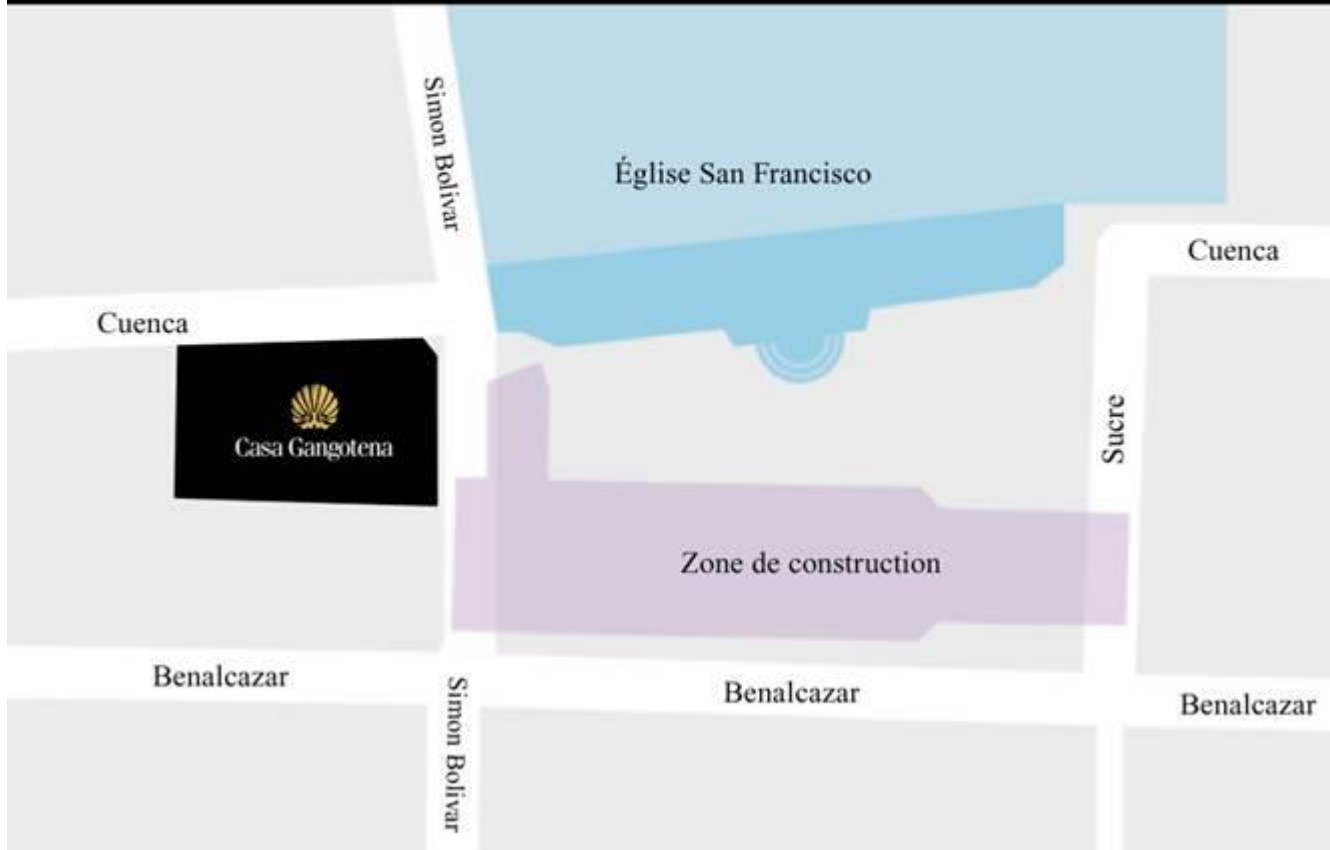 Simon Bolivar
Église San Francisco
Cuenca
Cuenca
Casa Gangotena
Sucre
Zone de construction
Benalcazar
Benalcazar
Benalcazar
Simon Bolivar